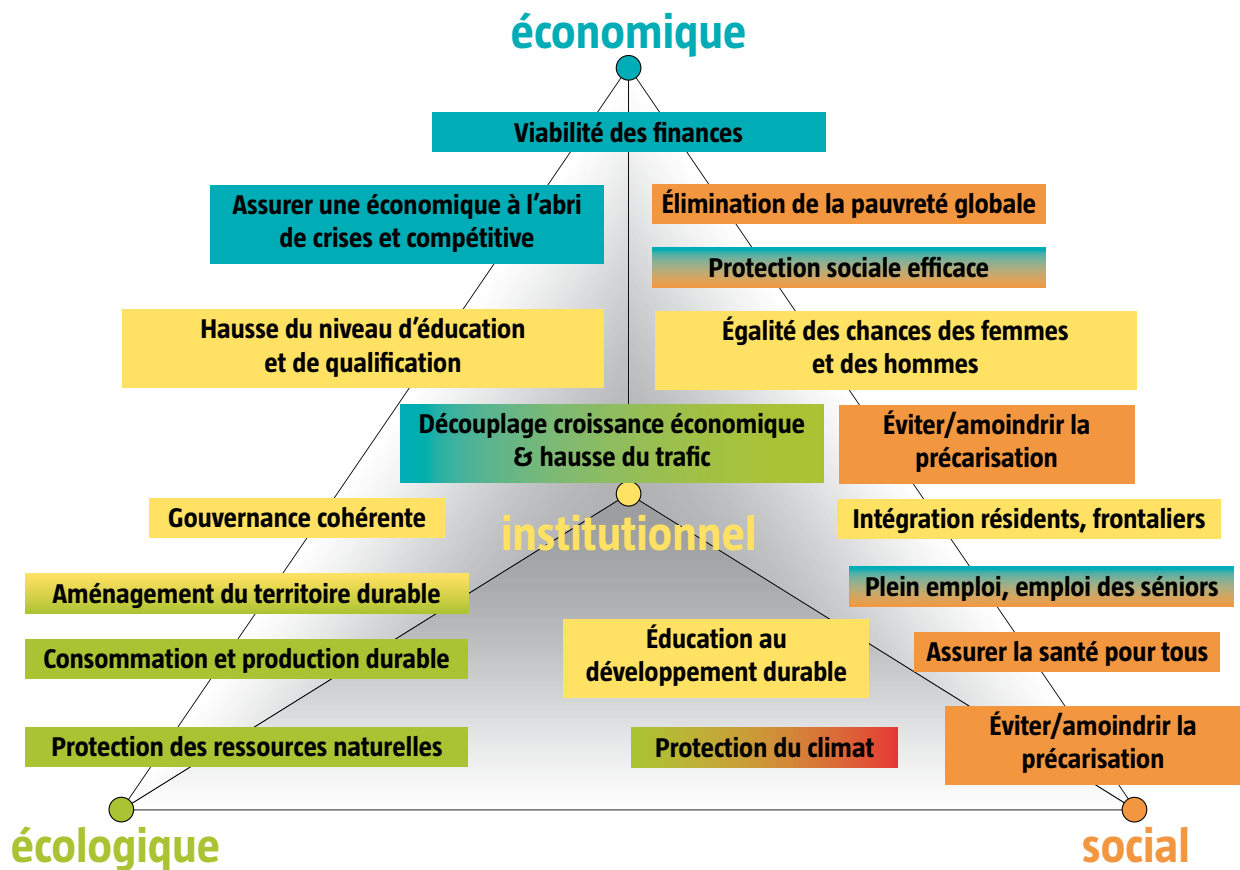 économique
Viabilité des finances
Assurer une économique à l'abri
de crises et compétitive
Élimination de la pauvreté globale
Protection sociale efficace
Hausse du niveau d'éducation
et de qualification
Égalité des chances des femmes
et des hommes
Découplage croissance économique
& hausse du trafic
Éviter/amoindrir la
précarisation
Gouvernance cohérente
institutionnel
Intégration résidents, frontaliers
Aménagement du territoire durable
Plein emploi, emploi des séniors
Consommation et production durable
Éducation au
développement durable
Assurer la santé pour tous
Protection des ressources naturelles
Protection du climat
Éviter/amoindrir la
précarisation
écologique
social